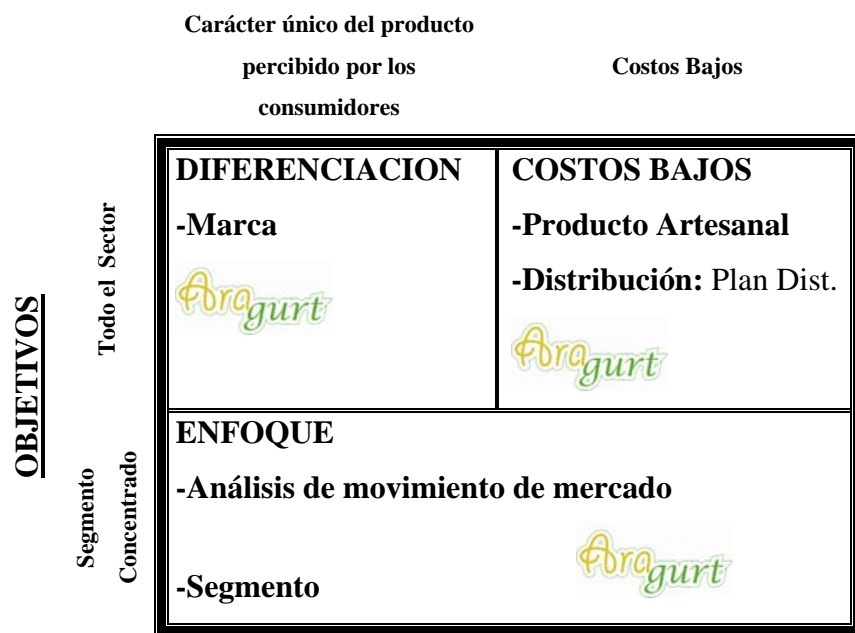 Carácter único del producto
percibido por los
consumidores
Costos Bajos
OBJETIVOS
Todo el Sector
Segmento
Concentrado
DIFERENCIACION
-Marca
Aragurt
COSTOS BAJOS
-Producto Artesanal
-Distribución: Plan Dist.
Aragurt
ENFOQUE
-Análisis de movimiento de mercado
Aragurt
-Segmento